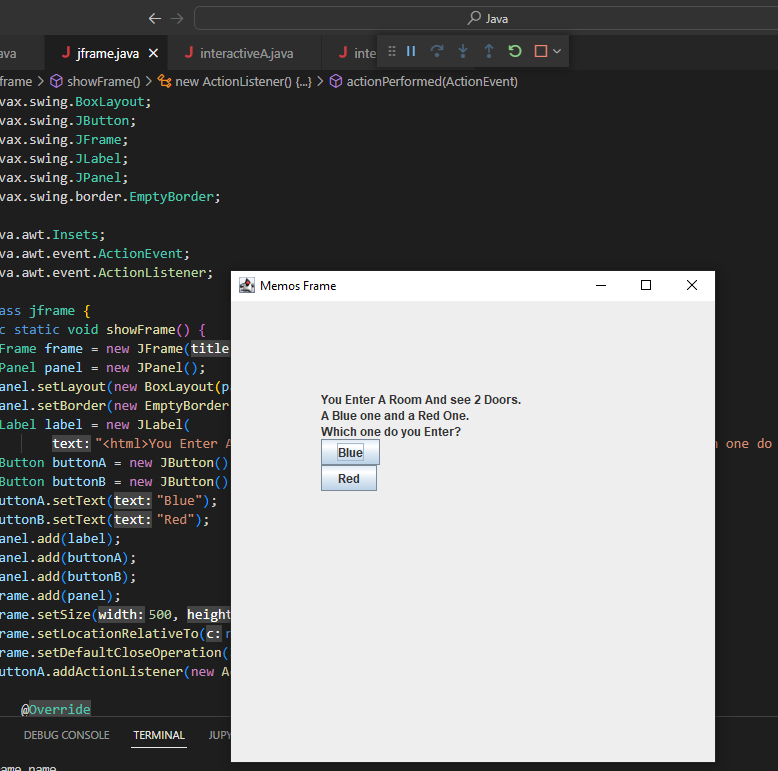 Java
ava
jframe.java
interactiveA.java
inte
frame > showFrame() > new ActionListener() {...} > actionPerformed(ActionEvent)
vax.swing.BoxLayout;
vax.swing.JButton;
vax.swing.JFrame;
vax.swing.JLabel;
vax.swing.JPanel;
vax.swing.border.EmptyBorder;
va.awt.Insets;
va.awt.event.ActionEvent;
va.awt.event.ActionListener;
ass jframe {
c static void showFrame() {
Frame frame = new JFrame(title
Panel panel = new JPanel();
anel.setLayout(new BoxLayout(p
anel.setBorder(new EmptyBorder
Label label = new JLabel(
text: "<html>You Enter A
one do
Button buttonA = new JButton()
Button buttonB = new JButton()
uttonA.setText(text: "Blue");
uttonB.setText(text: "Red");
anel.add(label);
anel.add(buttonA);
anel.add(buttonB);
rame.add(panel);
rame.setSize(width: 500, height
rame.setLocationRelativeTo(c:
rame.setDefaultCloseOperation(
uttonA.addActionListener(new A
@Override
DEBUG CONSOLE
TERMINAL
JUPY
Memos Frame
You Enter A Room And see 2 Doors.
A Blue one and a Red One.
Which one do you Enter?
Blue
Red